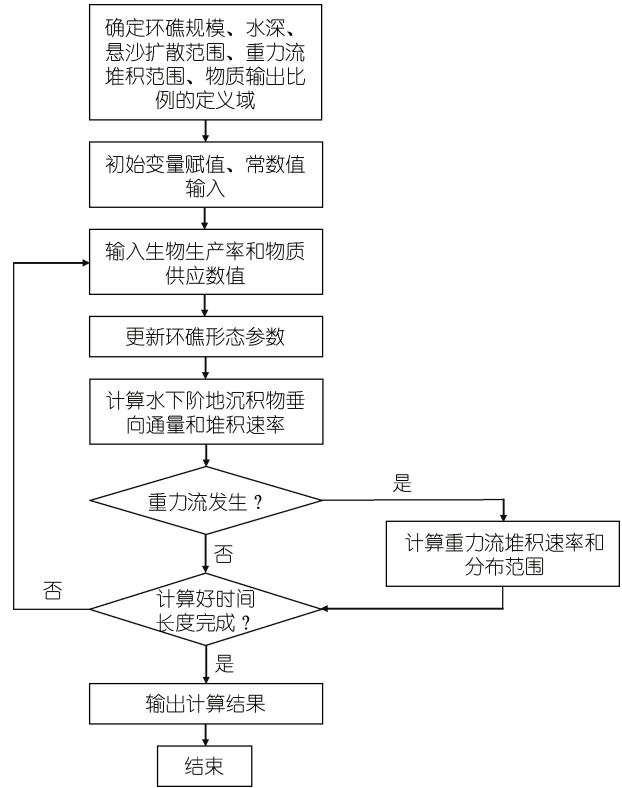 确定环礁规模、水深、
悬沙扩散范围、重力流
堆积范围、物质输出比
例的定义域
初始变量赋值、常数值
输入
输入生物生产率和物质
供应数值
更新环礁形态参数
计算水下阶地沉积物垂
向通量和堆积速率
重力流发生？
是
计算重力流堆积速率和
分布范围
否
否
计算好时间
长度完成？
是
输出计算结果
结束